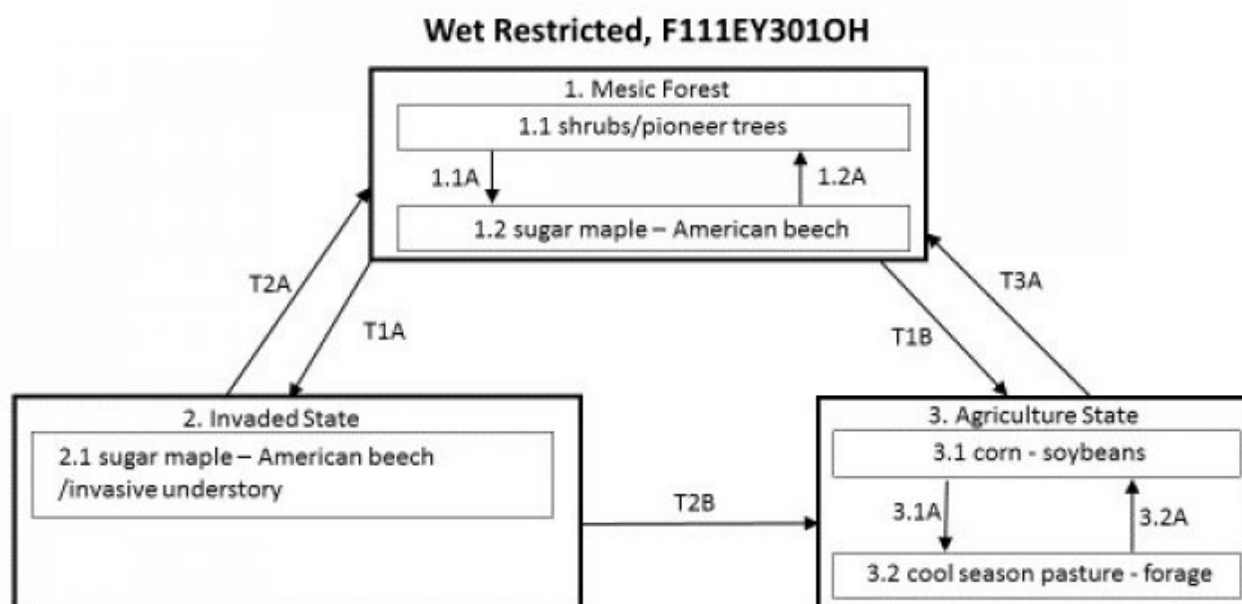 Wet Restricted, F111EY301OH
1. Mesic Forest
1.1 shrubs/pioneer trees
1.1A
1.2A
1.2 sugar maple – American beech
T2A
T1A
T1B
T3A
2. Invaded State
2.1 sugar maple – American beech
/invasive understory
T2B
3. Agriculture State
3.1 corn - soybeans
3.1A
3.2A
3.2 cool season pasture - forage